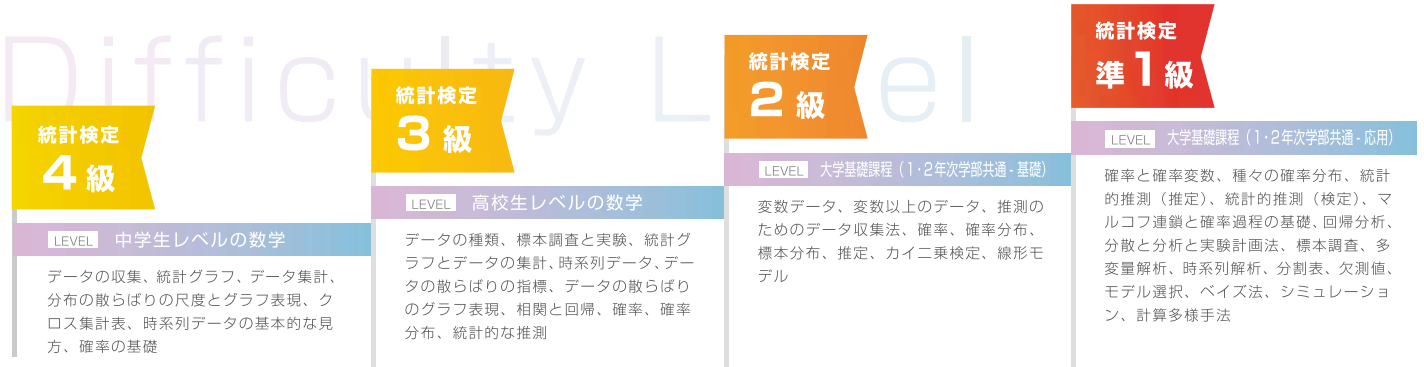 Difficulty Level
統計検定
4級
LEVEL 中学生レベルの数学
データの収集、統計グラフ、データ集計、
分布の散らばりの尺度とグラフ表現、ク
ロス集計表、時系列データの基本的な見
方、確率の基礎
統計検定
3級
LEVEL 高校生レベルの数学
データの種類、標本調査と実験、統計グ
ラフとデータの集計、時系列データ、デー
タの散らばりの指標、データの散らばり
のグラフ表現、相関と回帰、確率、確率
分布、統計的な推測
統計検定
2級
LEVEL 大学基礎課程（1・2年次学部共通 - 基礎）
変数データ、変数以上のデータ、推測の
ためのデータ収集法、確率、確率分布、
標本分布、推定、カイ二乗検定、線形モ
デル
統計検定
準1級
LEVEL 大学基礎課程（1・2年次学部共通 - 応用）
確率と確率変数、種々の確率分布、統計
的推測（推定）、統計的推測（検定）、マ
ルコフ連鎖と確率過程の基礎、回帰分析、
分散と分析と実験計画法、標本調査、多
変量解析、時系列解析、分割表、欠測値、
モデル選択、ベイズ法、シミュレーショ
ン、計算多様手法